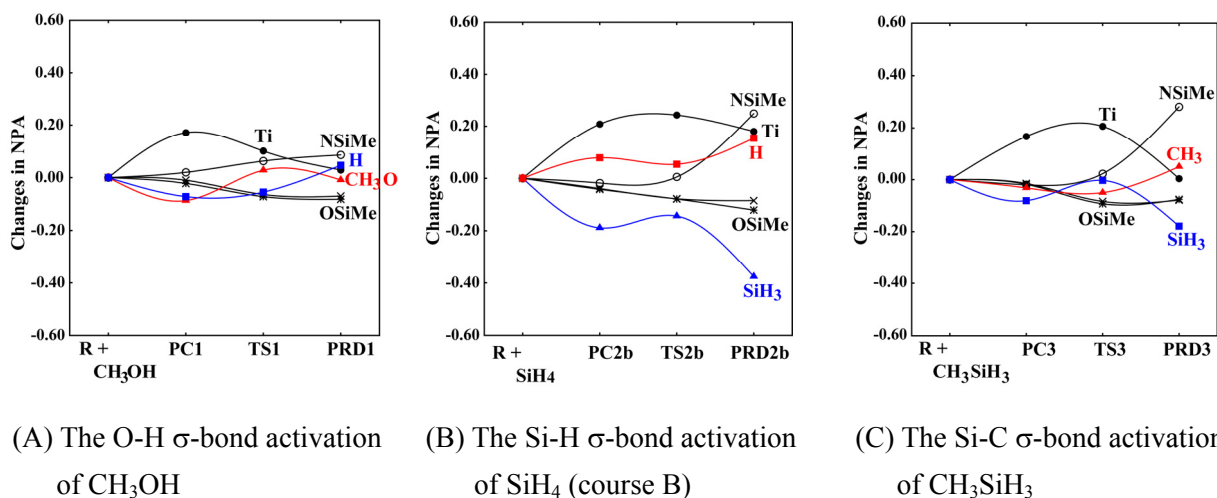 0.60
0.40
0.20
0.00
-0.20
-0.40
-0.60
Changes in NPA
Ti
NSiMe
H
CH₃O
OSiMe
R +
CH₃OH
PC1
TS1
PRD1
(A) The O-H σ-bond activation
of CH₃OH
0.60
0.40
0.20
0.00
-0.20
-0.40
-0.60
Changes in NPA
NSiMe
Ti
H
OSiMe
SiH₃
R +
SiH₄
PC2b
TS2b
PRD2b
(B) The Si-H σ-bond activation
of SiH₄ (course B)
0.60
0.40
0.20
0.00
-0.20
-0.40
-0.60
Changes in NPA
NSiMe
Ti
CH₃
OSiMe
SiH₃
R +
CH₃SiH₃
PC3
TS3
PRD3
(C) The Si-C σ-bond activation
of CH₃SiH₃